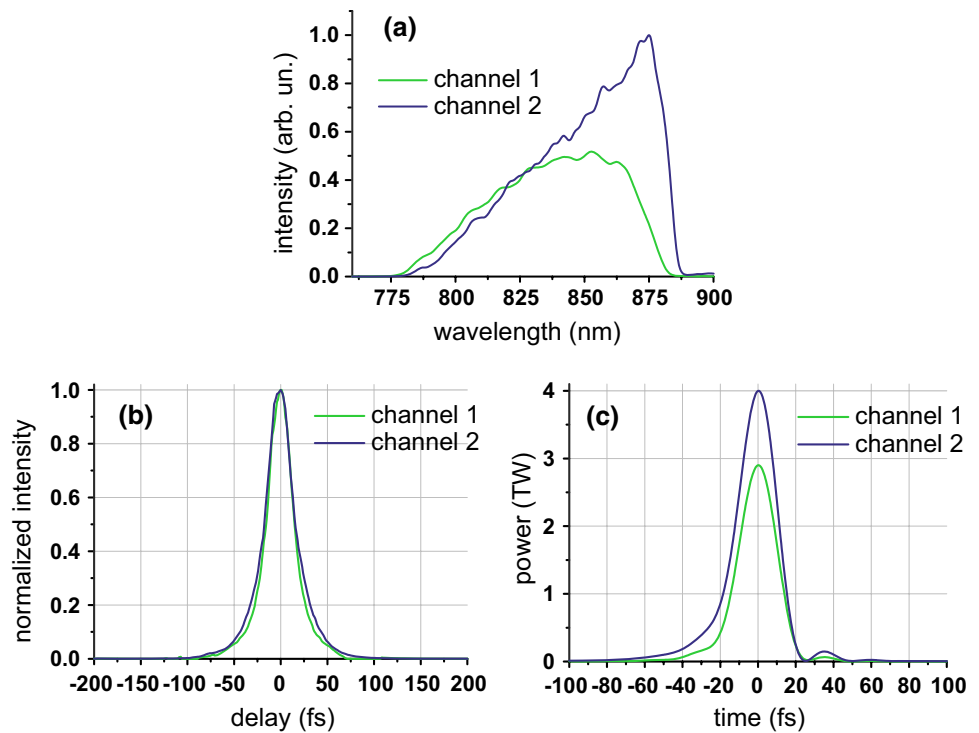 (a)
channel 1
channel 2
intensity (arb. un.)
1.0
0.8
0.6
0.4
0.2
0.0
775 800 825 850 875 900
wavelength (nm)
(b)
channel 1
channel 2
normalized intensity
1.0
0.8
0.6
0.4
0.2
0.0
-200 -150 -100 -50 0 50 100 150 200
delay (fs)
(c)
channel 1
channel 2
power (TW)
4
3
2
1
0
-100 -80 -60 -40 -20 0 20 40 60 80 100
time (fs)